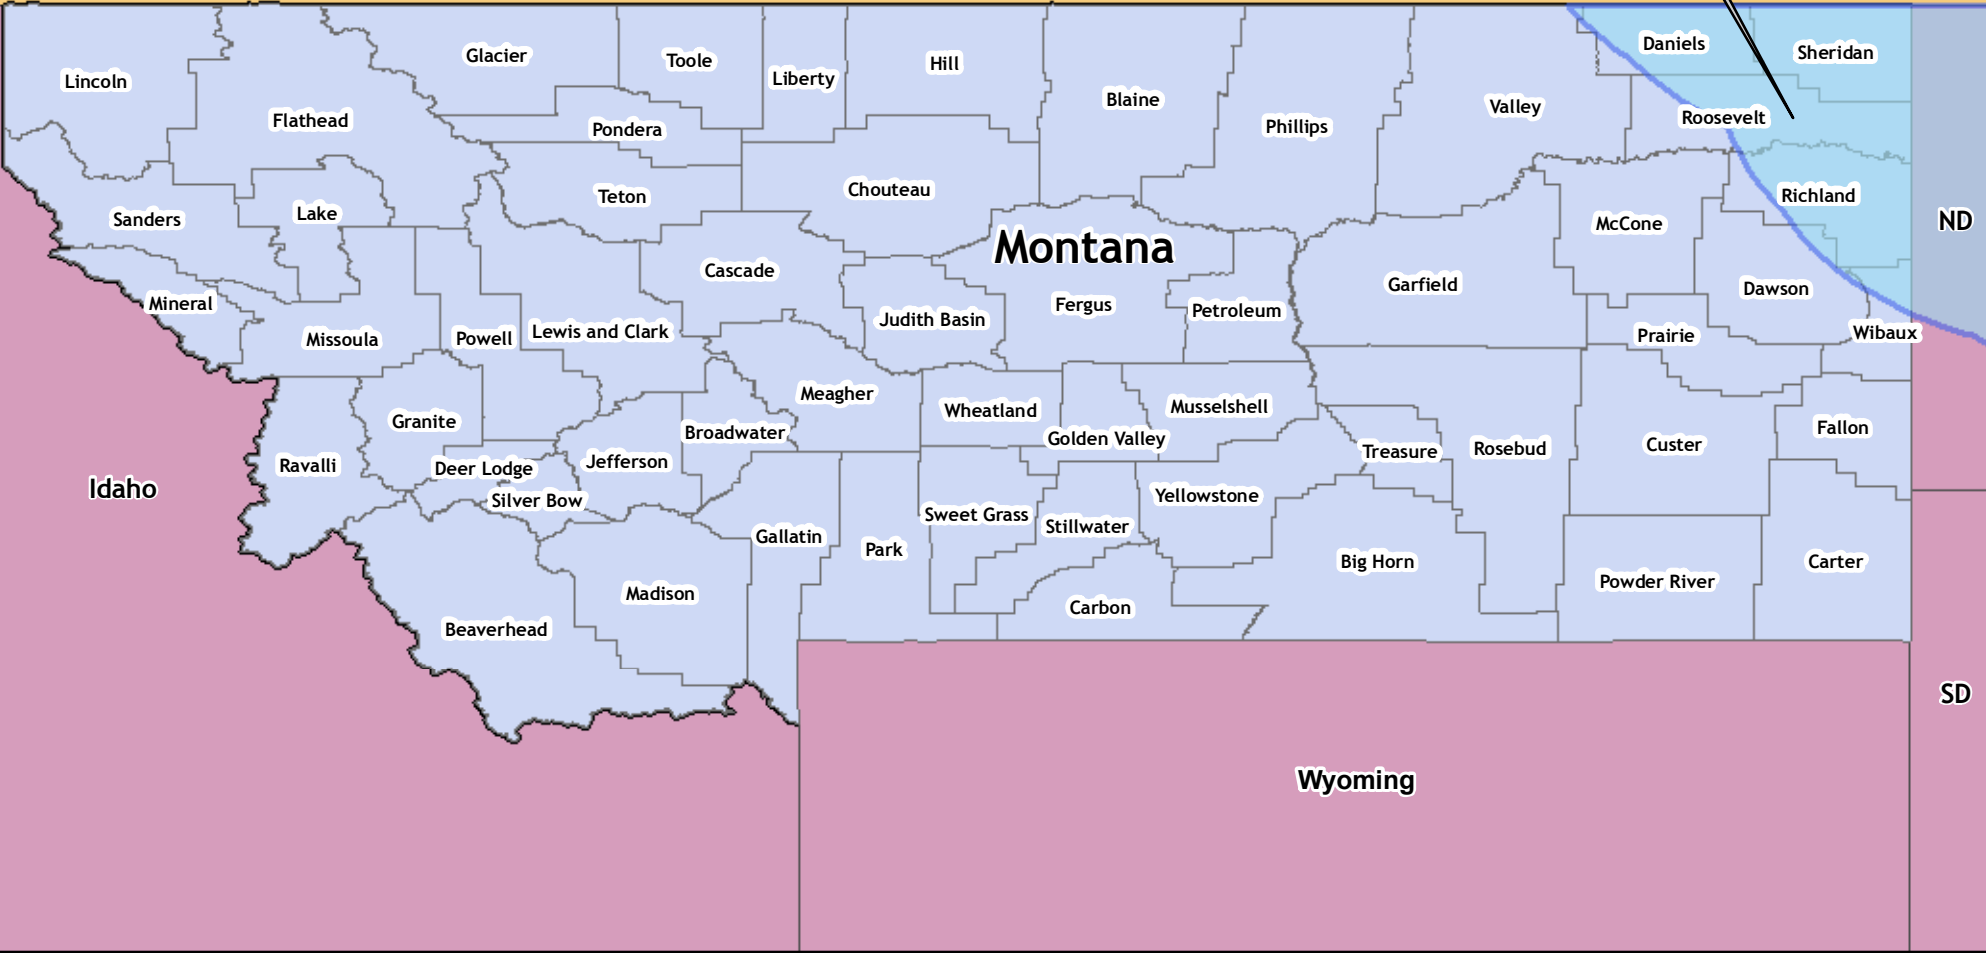 Daniels
Sheridan
Glacier
Toole
Hill
Liberty
Lincoln
Blaine
Valley
Flathead
Pondera
Phillips
Roosevelt
Teton
Chouteau
Richland
Sanders
Lake
McCone
ND
Montana
Cascade
Garfield
Dawson
Mineral
Fergus
Petroleum
Judith Basin
Missoula
Powell
Lewis and Clark
Prairie
Wibaux
Meagher
Wheatland
Musselshell
Granite
Broadwater
Golden Valley
Fallon
Custer
Rosebud
Treasure
Ravalli
Deer Lodge
Jefferson
Idaho
Silver Bow
Yellowstone
Sweet Grass
Stillwater
Gallatin
Park
Big Horn
Carter
Powder River
Madison
Carbon
Beaverhead
SD
Wyoming